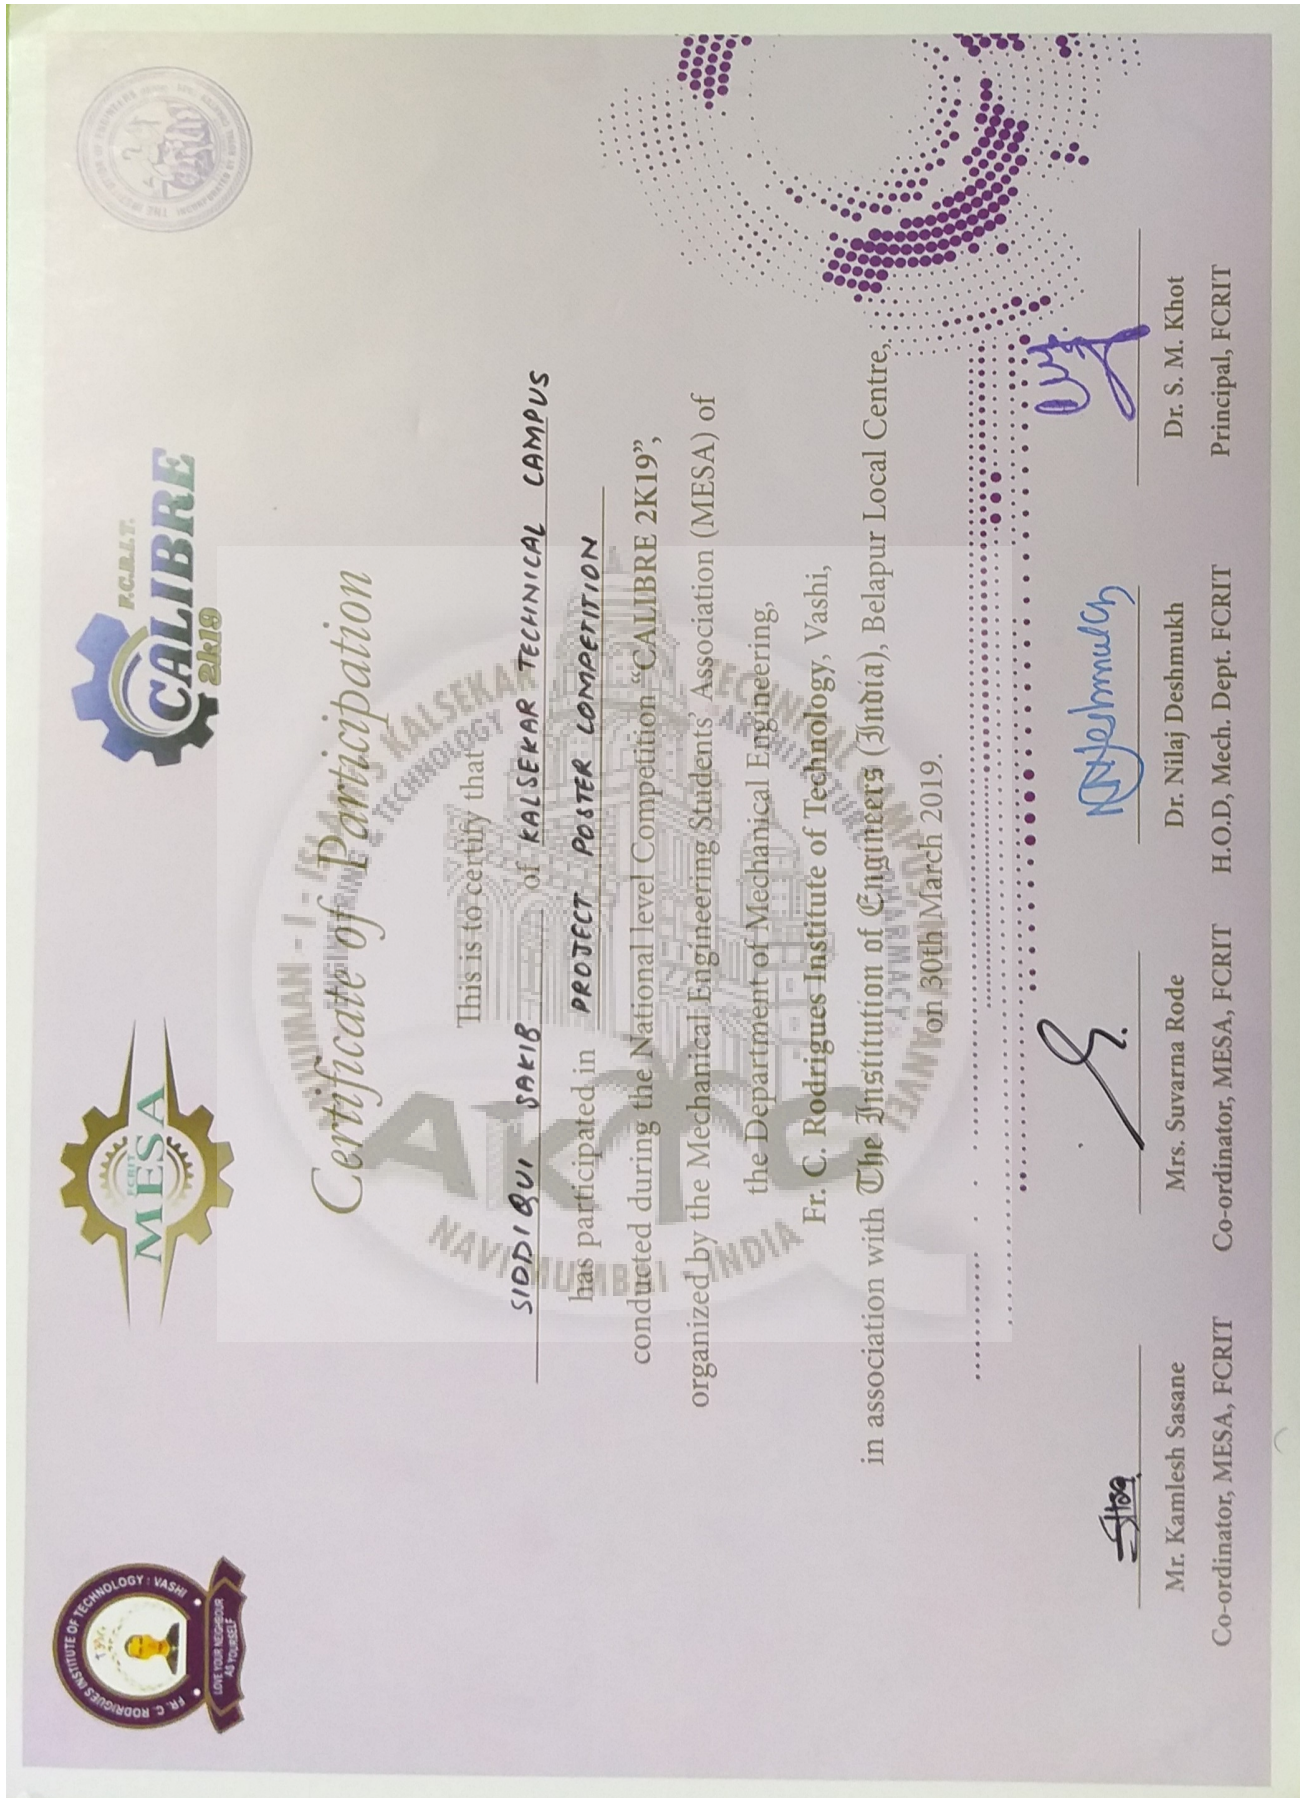 FR. C. RODRIGUES INSTITUTE OF TECHNOLOGY : VASHI
LOVE YOUR NEIGHBOUR
AS YOURSELF
FCRIT
MESA
F.C.R.I.T.
CALIBRE
2k19
Certificate of Participation
This is to certify that
SIDDIQUI SAKIB of KALSEKAR TECHNICAL CAMPUS
has participated in PROJECT POSTER COMPETITION
conducted during the National level Competition “CALIBRE 2K19”,
organized by the Mechanical Engineering Students’ Association (MESA) of
the Department of Mechanical Engineering,
Fr. C. Rodrigues Institute of Technology, Vashi,
in association with The Institution of Engineers (India), Belapur Local Centre,
on 30th March 2019.
AKTC
NAVI MUMBAI - INDIA
Mr. Kamlesh Sasane
Co-ordinator, MESA, FCRIT
Mrs. Suvarna Rode
Co-ordinator, MESA, FCRIT
Dr. Nilaj Deshmukh
H.O.D, Mech. Dept. FCRIT
Dr. S. M. Khot
Principal, FCRIT